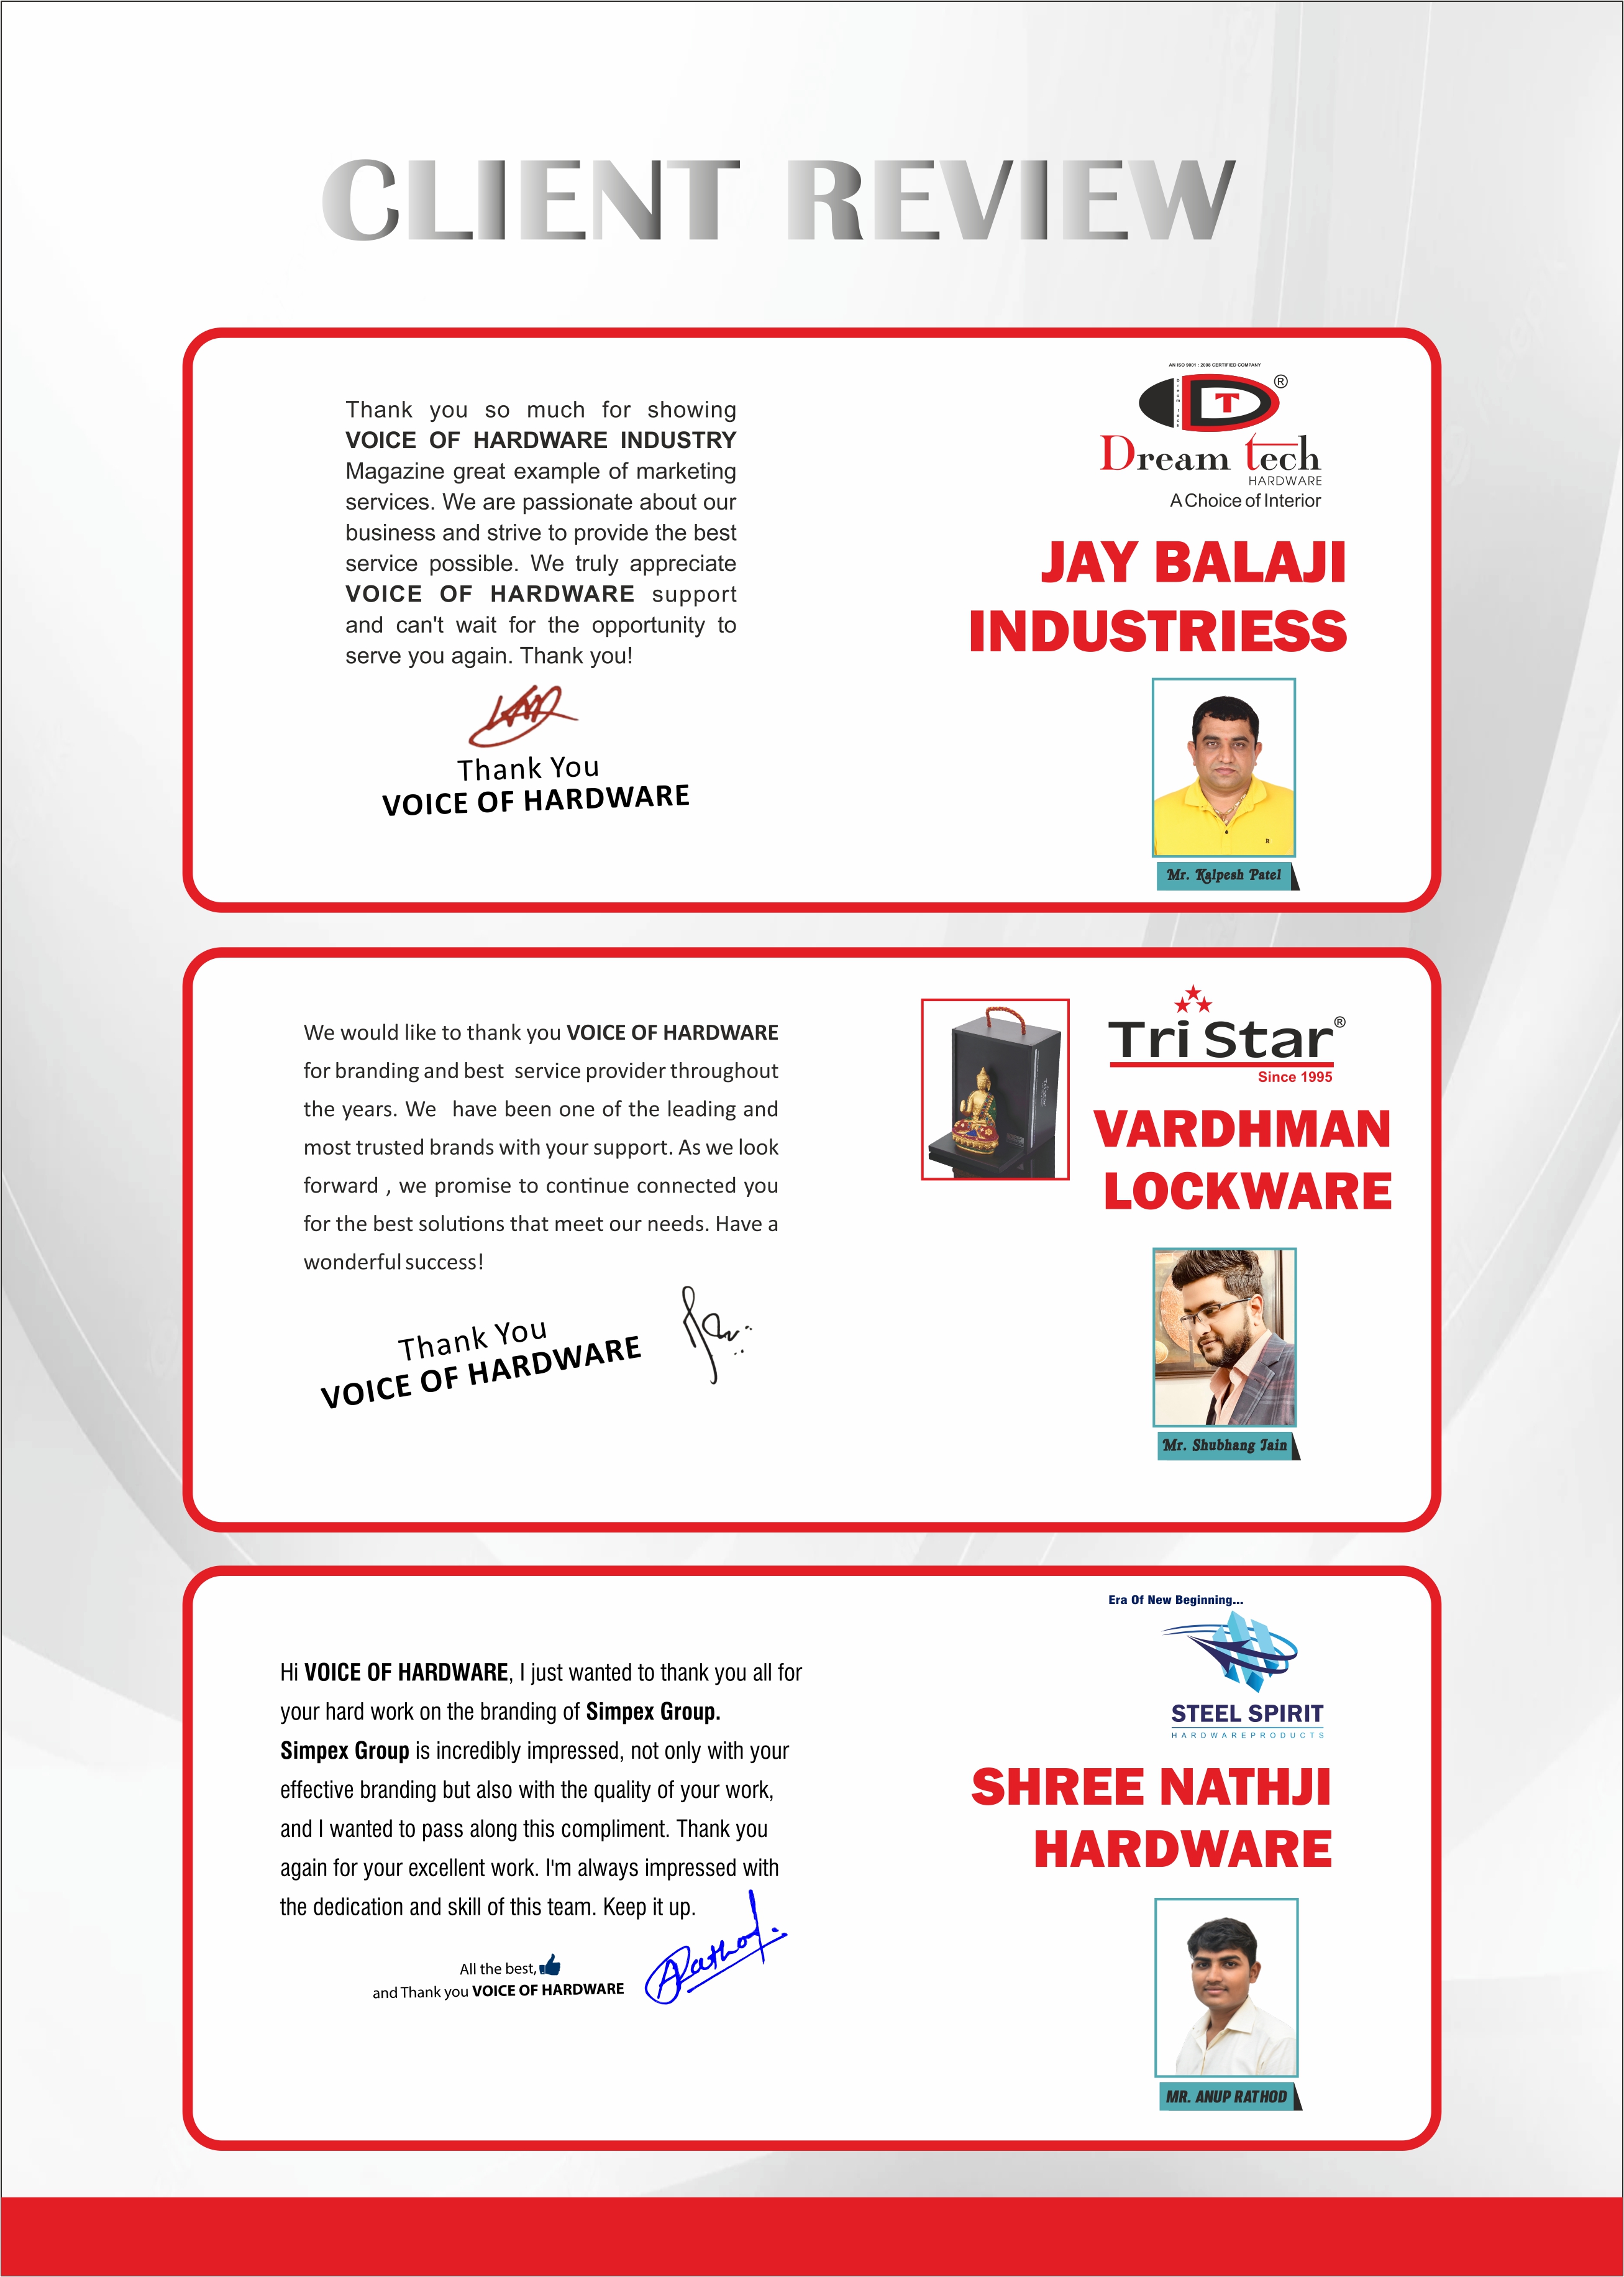 CLIENT REVIEW
Thank you so much for showing
VOICE OF HARDWARE INDUSTRY
Magazine great example of marketing
services. We are passionate about our
business and strive to provide the best
service possible. We truly appreciate
VOICE OF HARDWARE support
and can't wait for the opportunity to
serve you again. Thank you!
Thank You
VOICE OF HARDWARE
AN ISO 9001 : 2008 CERTIFIED COMPANY
Dream Tech
DT®
Dream tech
HARDWARE
A Choice of Interior
JAY BALAJI
INDUSTRIESS
Mr. Kalpesh Patel
We would like to thank you VOICE OF HARDWARE
for branding and best service provider throughout
the years. We have been one of the leading and
most trusted brands with your support. As we look
forward , we promise to continue connected you
for the best solutions that meet our needs. Have a
wonderful success!
Thank You
VOICE OF HARDWARE
Tri Star®
Since 1995
VARDHMAN
LOCKWARE
Mr. Shubhang Jain
Hi VOICE OF HARDWARE, I just wanted to thank you all for
your hard work on the branding of Simpex Group.
Simpex Group is incredibly impressed, not only with your
effective branding but also with the quality of your work,
and I wanted to pass along this compliment. Thank you
again for your excellent work. I'm always impressed with
the dedication and skill of this team. Keep it up.
All the best,
and Thank you VOICE OF HARDWARE
ARathod
Era Of New Beginning...
STEEL SPIRIT
HARDWAREPRODUCTS
SHREE NATHJI
HARDWARE
MR. ANUP RATHOD